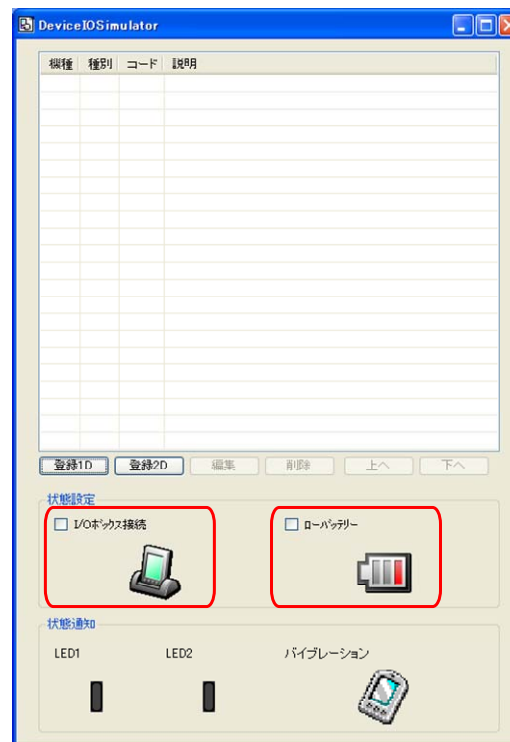 DeviceIOSimulator
機種 種別 コード 説明
登録1D 登録2D 編集 削除 上へ 下へ
状態設定
I/Oボックス接続 ローバッテリー
状態通知
LED1 LED2 バイブレーション